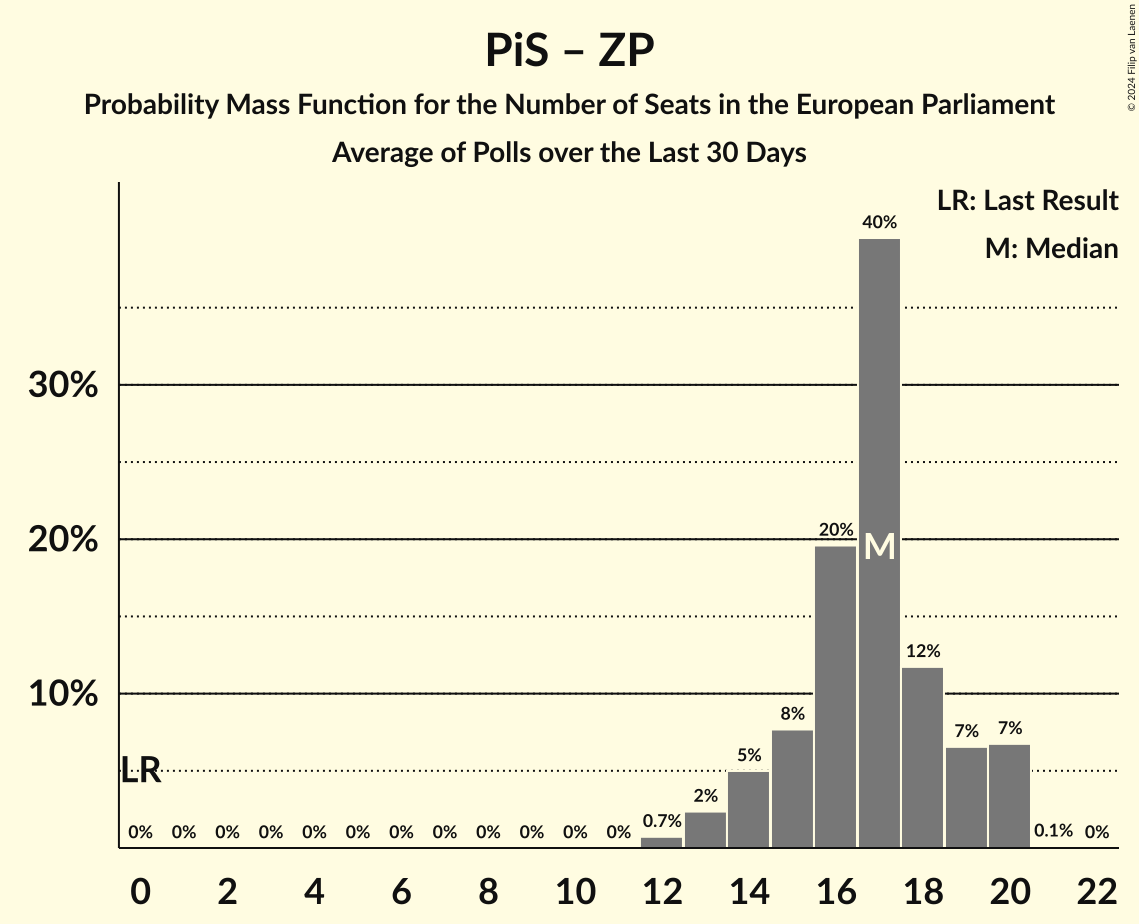 PiS – ZP
Probability Mass Function for the Number of Seats in the European Parliament
Average of Polls over the Last 30 Days
© 2024 Filip van Laenen
LR: Last Result
M: Median
40%
30%
20%
20%
M
12%
10%
8%
7%
7%
5%
LR
2%
0% 0% 0% 0% 0% 0% 0% 0% 0% 0% 0% 0% 0.7% 0.1% 0%
0 2 4 6 8 10 12 14 16 18 20 22